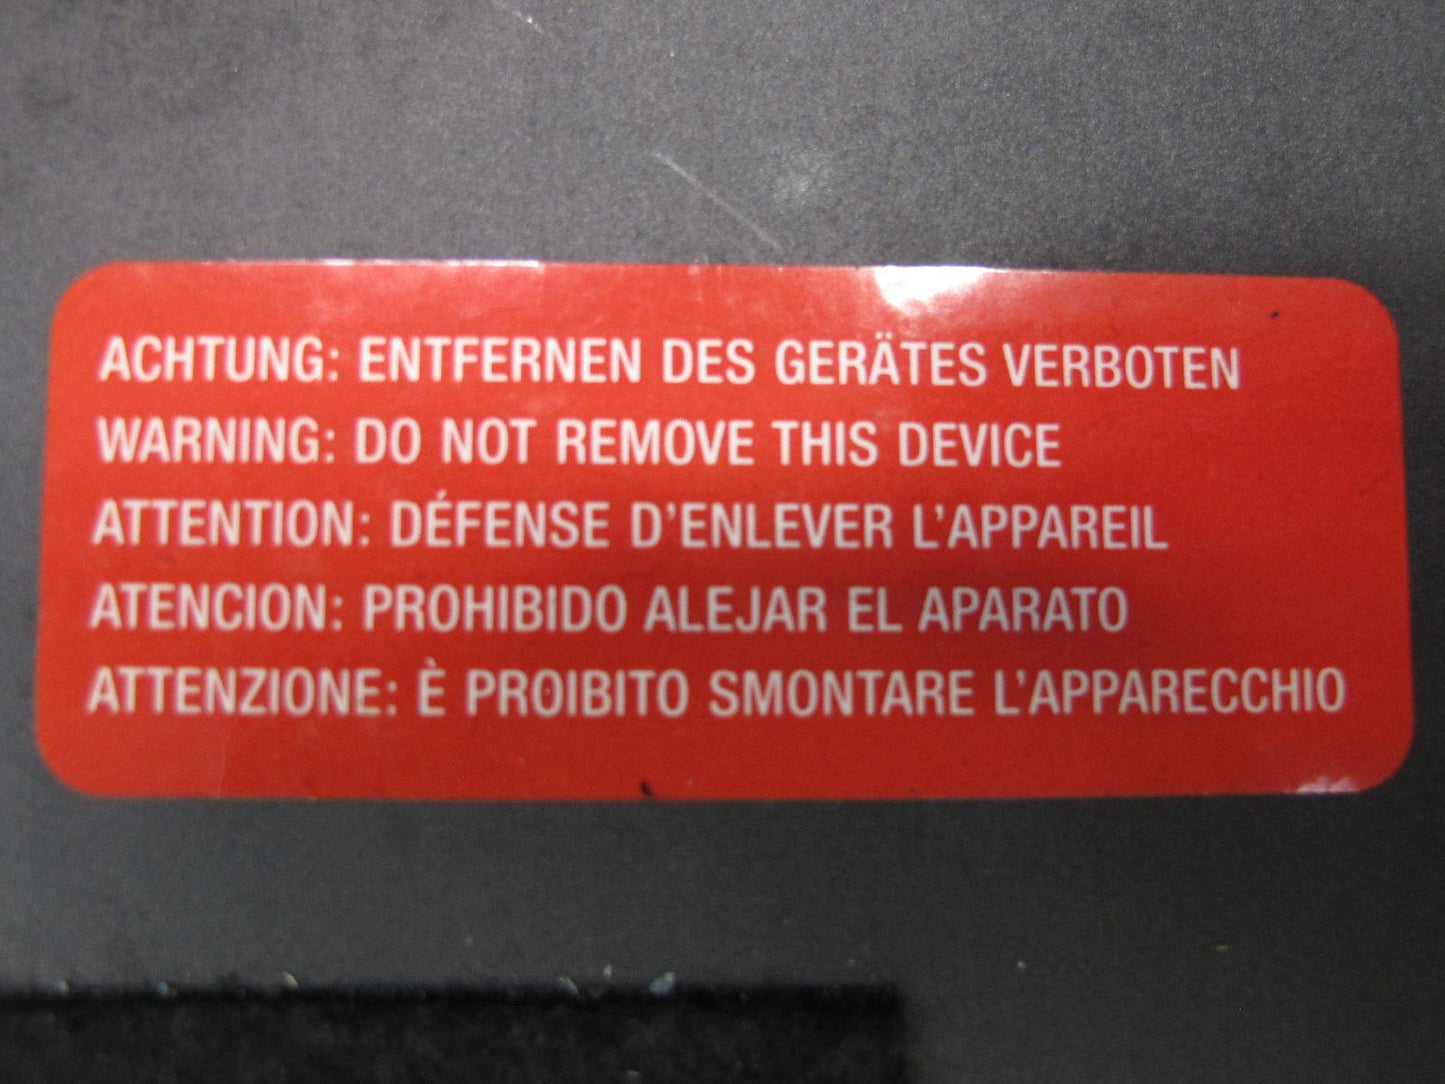 ACHTUNG: ENTFERNEN DES GERÄTES VERBOTEN
WARNING: DO NOT REMOVE THIS DEVICE
ATTENTION: DÉFENSE D'ENLEVER L'APPAREIL
ATENCION: PROHIBIDO ALEJAR EL APARATO
ATTENZIONE: È PROIBITO SMONTARE L'APPARECCHIO